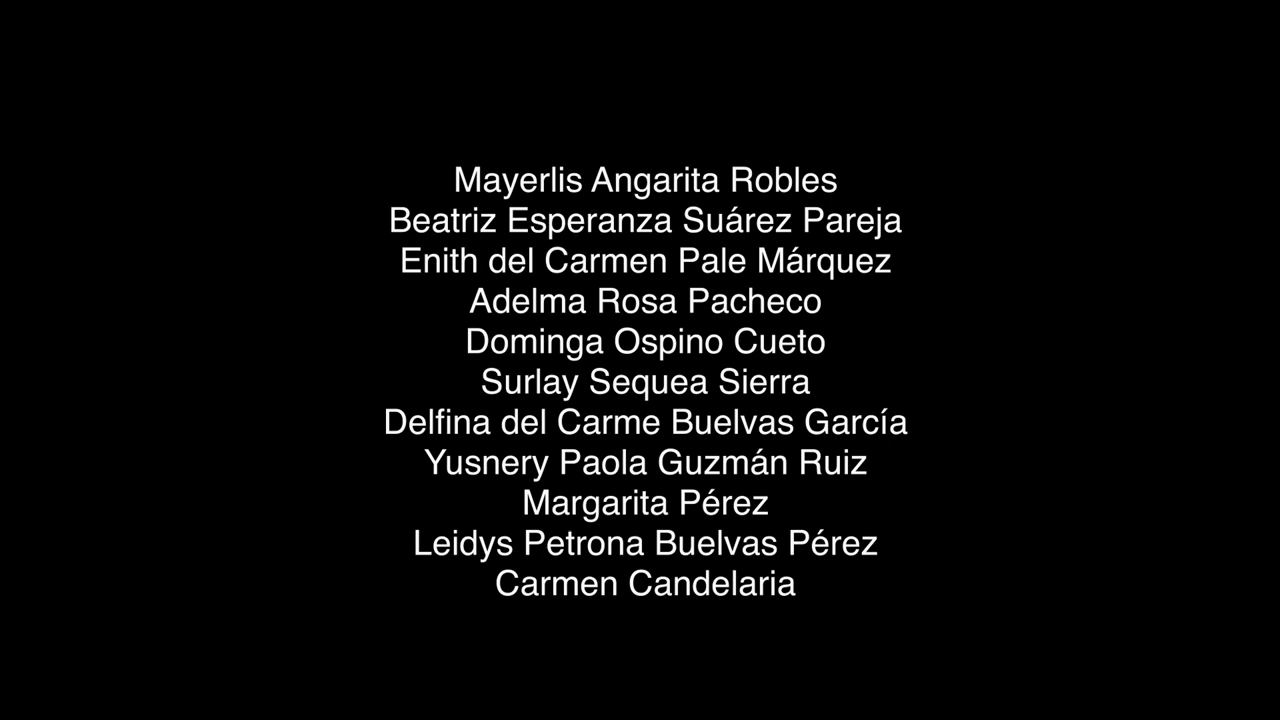 Mayerlis Angarita Robles
Beatriz Esperanza Suárez Pareja
Enith del Carmen Pale Márquez
Adelma Rosa Pacheco
Dominga Ospino Cueto
Surlay Sequea Sierra
Delfina del Carme Buelvas García
Yusnery Paola Guzmán Ruiz
Margarita Pérez
Leidys Petrona Buelvas Pérez
Carmen Candelaria